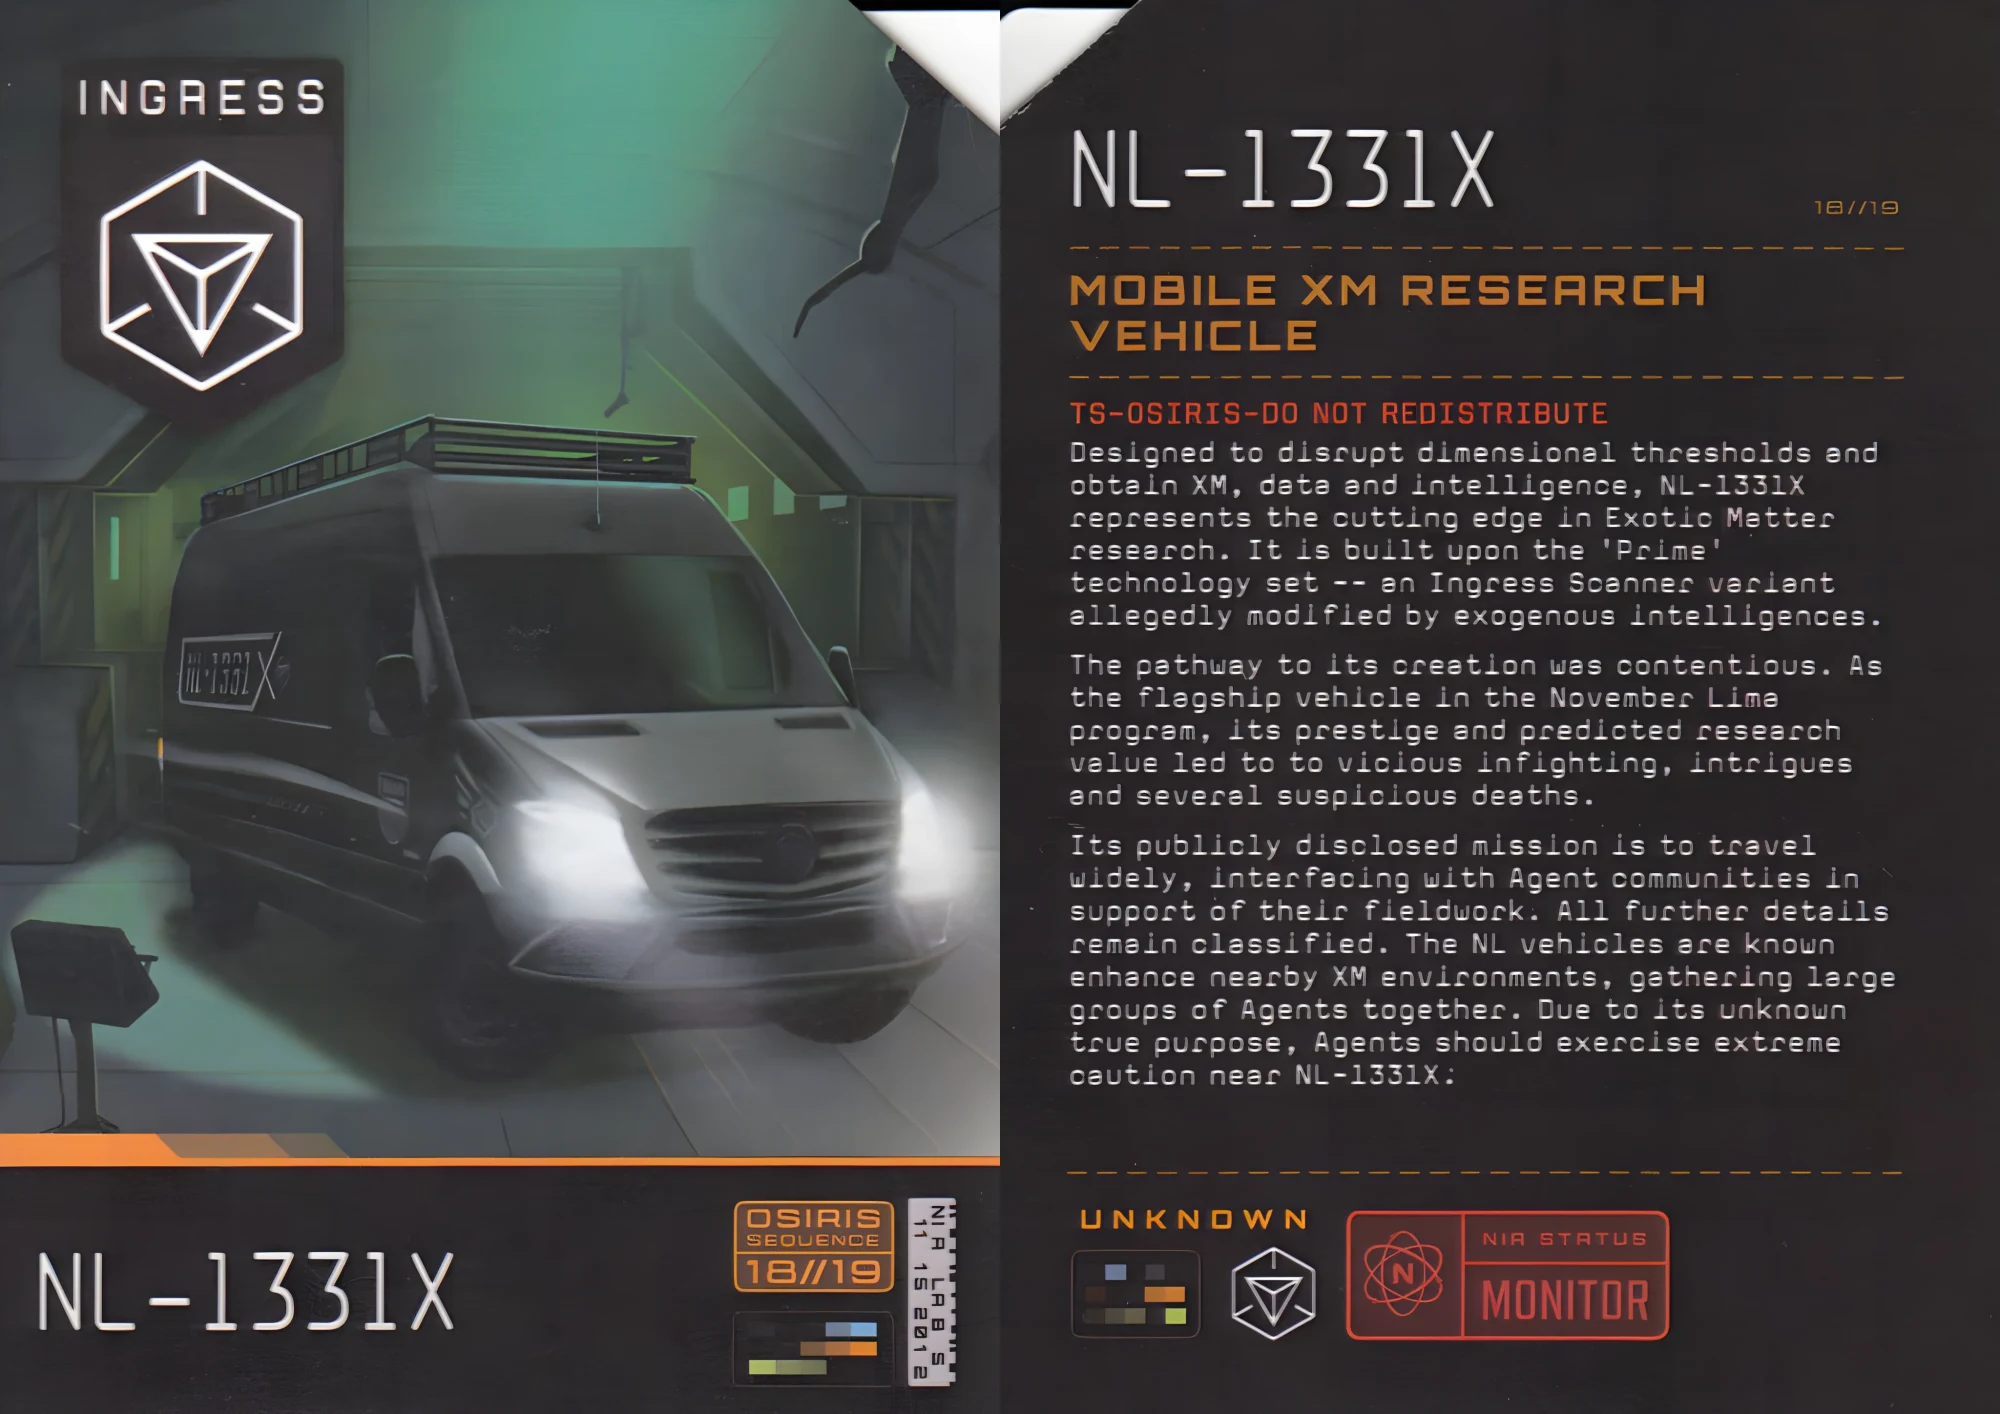 INGRESS
NL-1331X
NL-1331X
OSIRIS
SEQUENCE
18//19
NIA LABS
11 15 2012
NL-1331X
18//19
MOBILE XM RESEARCH
VEHICLE
TS-OSIRIS-DO NOT REDISTRIBUTE
Designed to disrupt dimensional thresholds and
obtain XM, data and intelligence, NL-1331X
represents the cutting edge in Exotic Matter
research. It is built upon the 'Prime'
technology set -- an Ingress Scanner variant
allegedly modified by exogenous intelligences.
The pathway to its creation was contentious. As
the flagship vehicle in the November Lima
program, its prestige and predicted research
value led to to vicious infighting, intrigues
and several suspicious deaths.
Its publicly disclosed mission is to travel
widely, interfacing with Agent communities in
support of their fieldwork. All further details
remain classified. The NL vehicles are known
enhance nearby XM environments, gathering large
groups of Agents together. Due to its unknown
true purpose, Agents should exercise extreme
caution near NL-1331X:
UNKNOWN
N
NIA STATUS
MONITOR